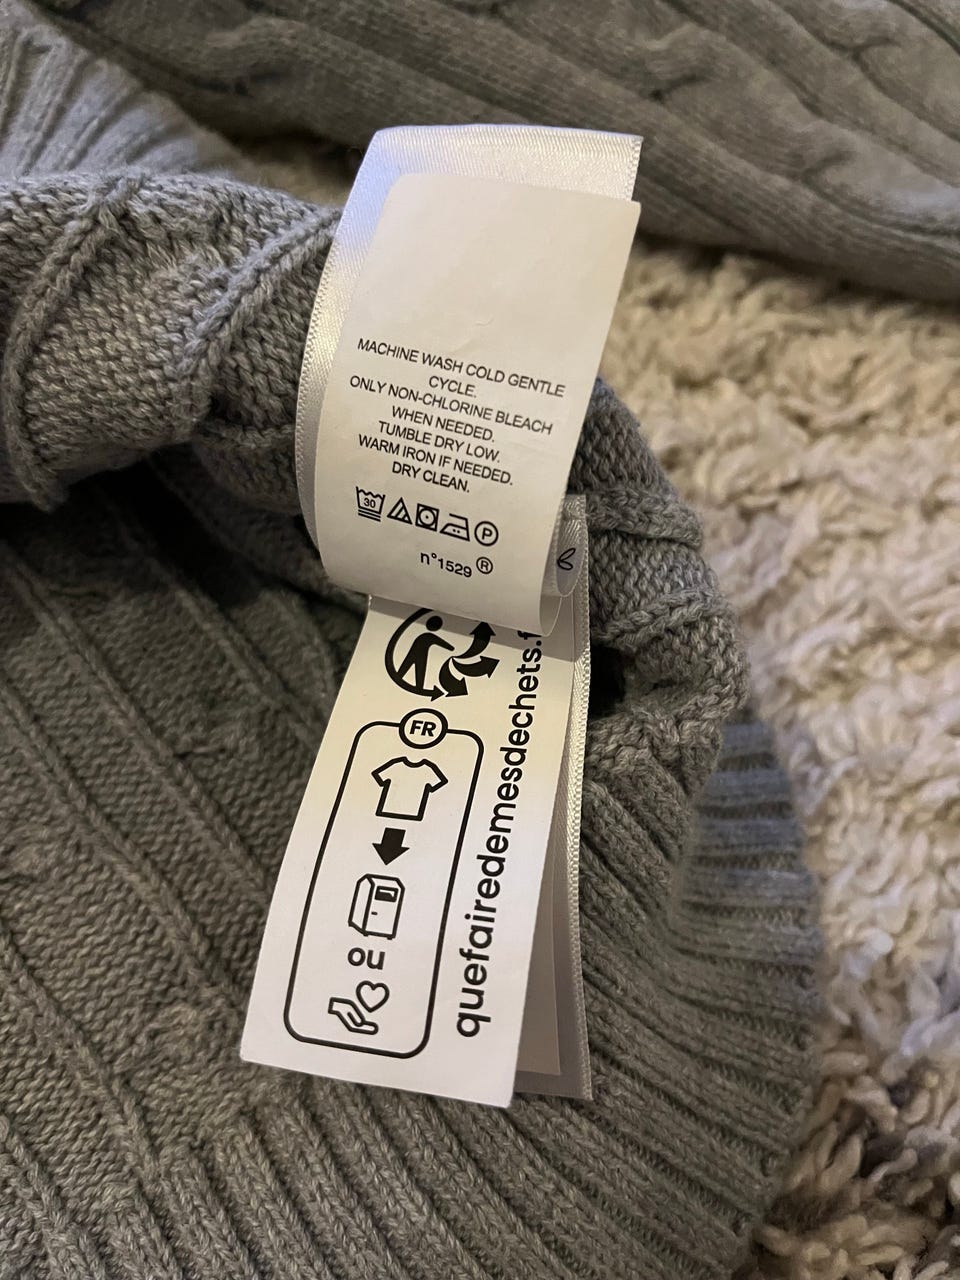 MACHINE WASH COLD GENTLE
CYCLE.
ONLY NON-CHLORINE BLEACH
WHEN NEEDED.
TUMBLE DRY LOW.
WARM IRON IF NEEDED.
DRY CLEAN.
30
P
n°1529 ®
FR
OU
quefairedemesdechets.f